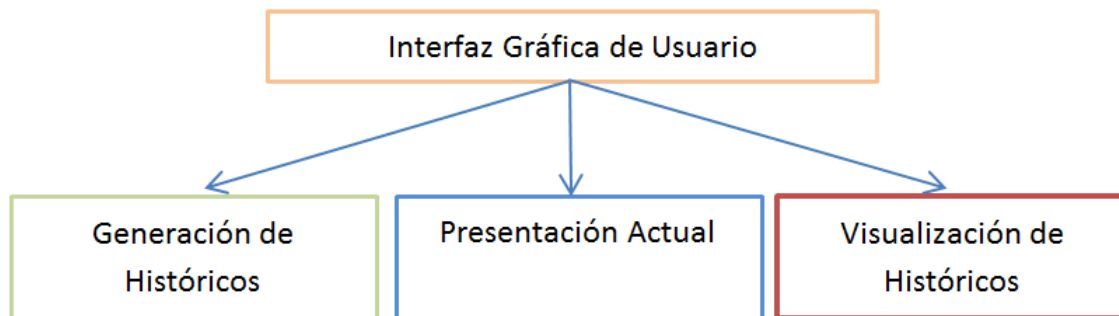 Interfaz Gráfica de Usuario
Generación de
Históricos
Presentación Actual
Visualización de
Históricos